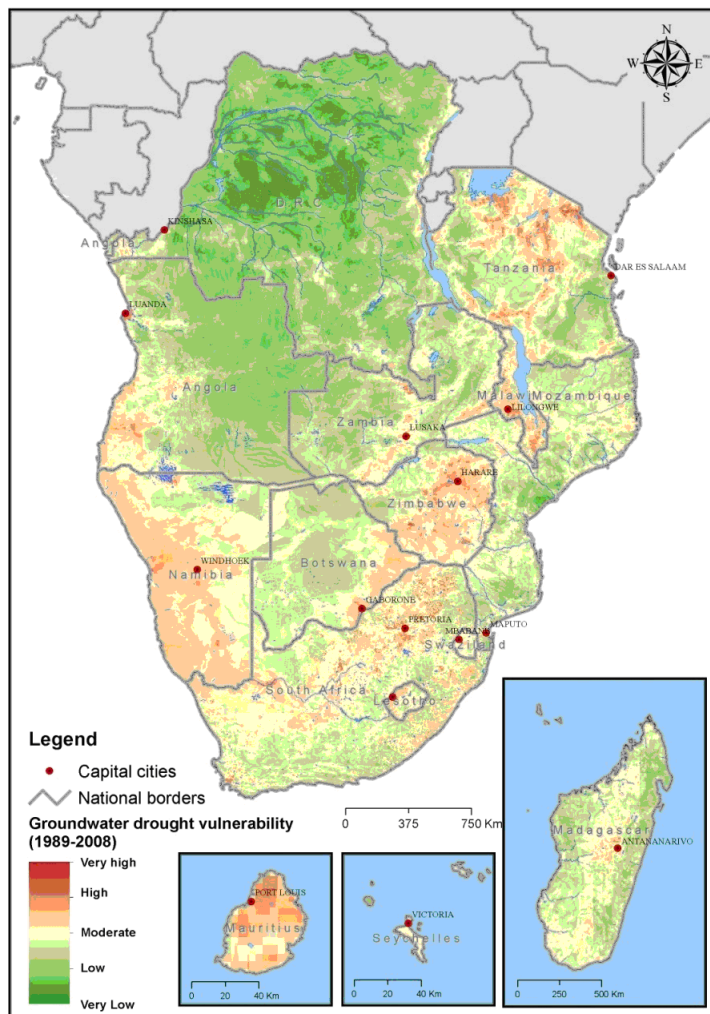 N
W E
S
D R C
KINSHASA
Angola
Tanzania
DAR ES SALAAM
LUANDA
Angola
Malawi
Mozambique
LILONGWE
Zambia
LUSAKA
HARARE
Zimbabwe
Botswana
WINDHOEK
Namibia
GABORONE
PRETORIA
MBABANE
MAPUTO
Swaziland
South Africa
Lesotho
Legend
Capital cities
National borders
Groundwater drought vulnerability
(1989-2008)
Very high
High
Moderate
Low
Very Low
0 375 750 Km
PORT LOUIS
Mauritius
0 20 40 Km
VICTORIA
Seychelles
0 20 40 Km
Madagascar
ANTANANARIVO
0 250 500 Km